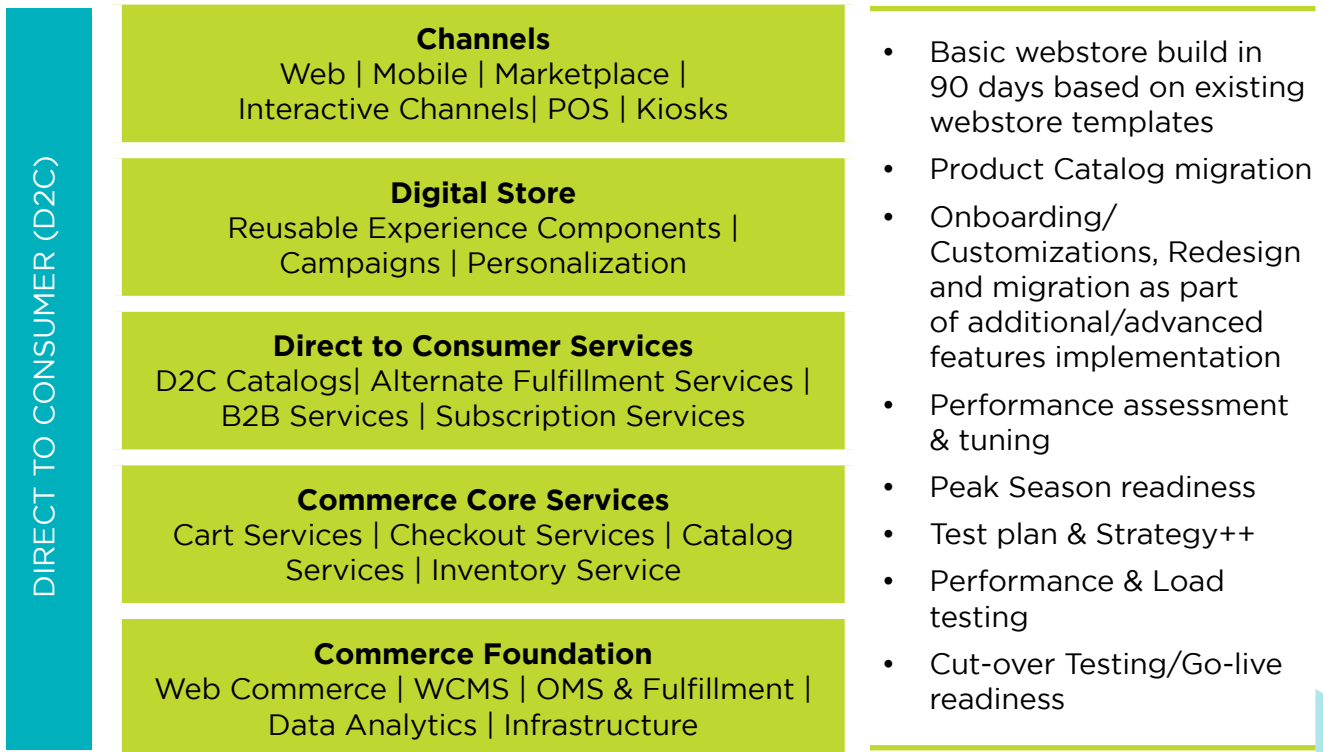 DIRECT TO CONSUMER (D2C)
Channels
Web | Mobile | Marketplace |
Interactive Channels| POS | Kiosks
Digital Store
Reusable Experience Components |
Campaigns | Personalization
Direct to Consumer Services
D2C Catalogs| Alternate Fulfillment Services |
B2B Services | Subscription Services
Commerce Core Services
Cart Services | Checkout Services | Catalog
Services | Inventory Service
Commerce Foundation
Web Commerce | WCMS | OMS & Fulfillment |
Data Analytics | Infrastructure
• Basic webstore build in
90 days based on existing
webstore templates
• Product Catalog migration
• Onboarding/
Customizations, Redesign
and migration as part
of additional/advanced
features implementation
• Performance assessment
& tuning
• Peak Season readiness
• Test plan & Strategy++
• Performance & Load
testing
• Cut-over Testing/Go-live
readiness